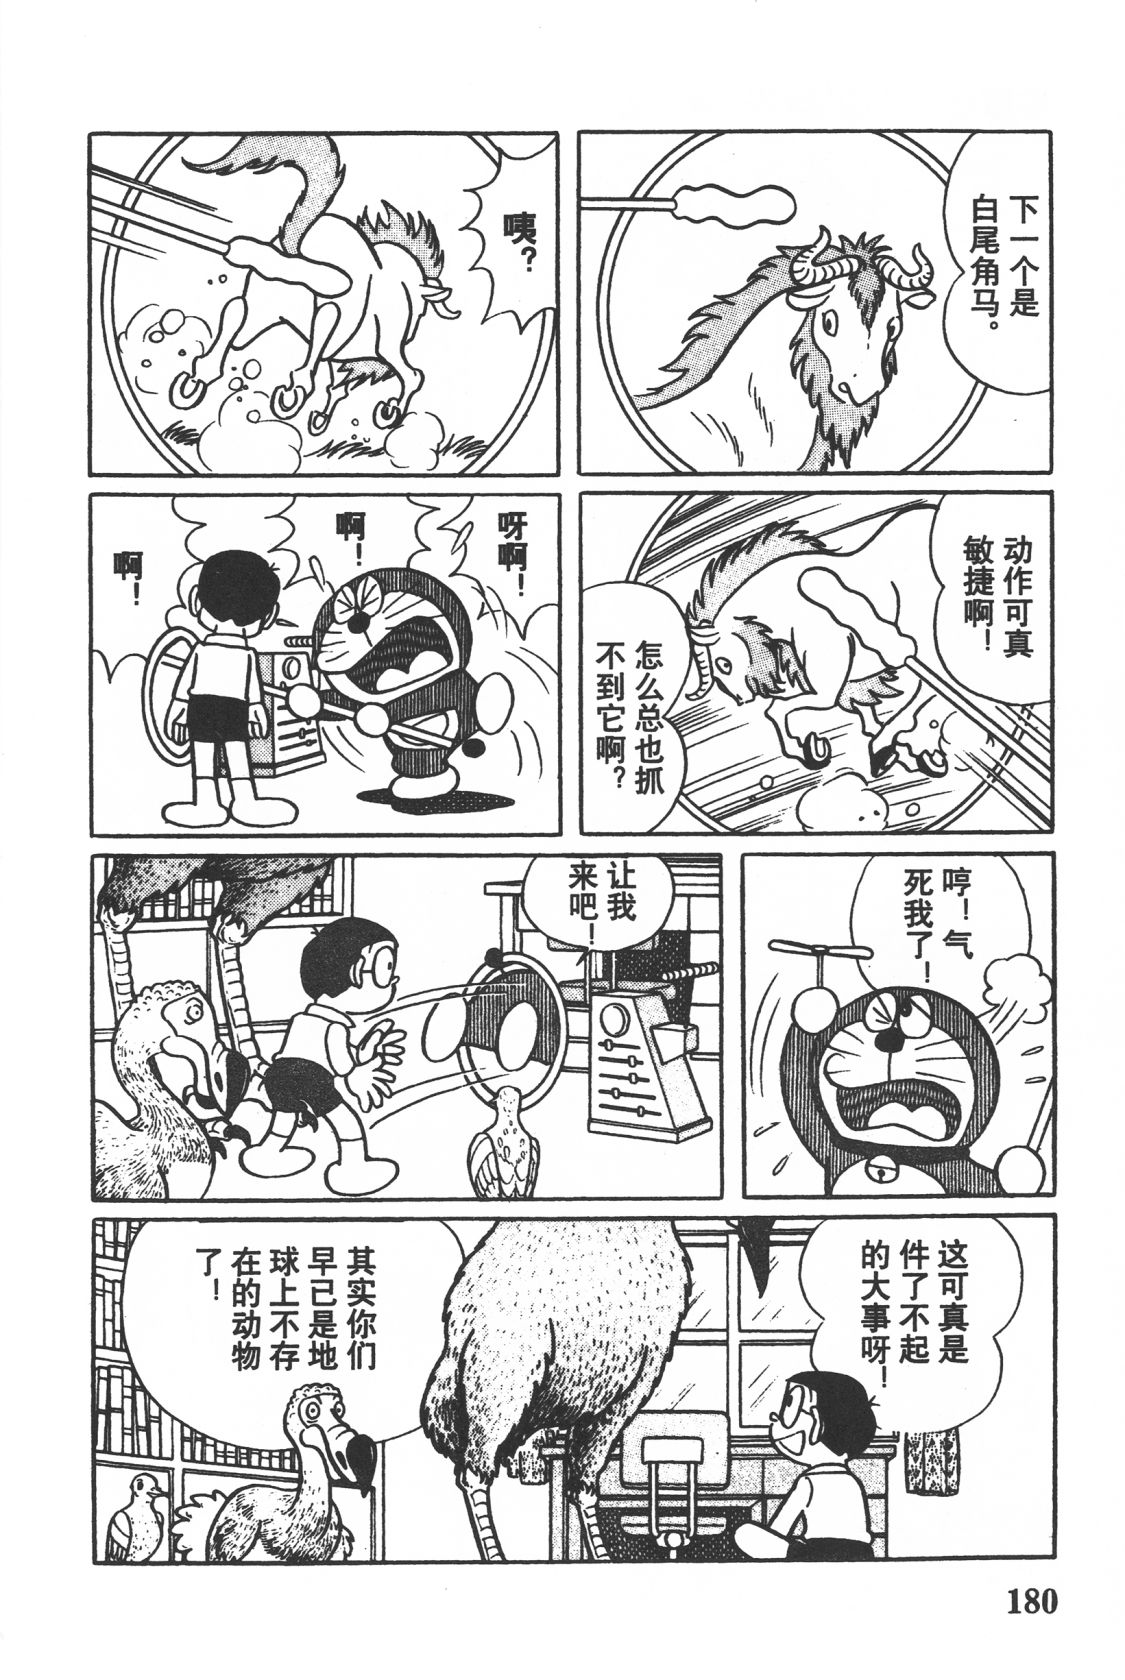 下一个是
白尾角马。
咦？
动作可真
敏捷啊！
怎么总也抓
不到它啊？
呀啊！
啊！
啊！
哼！气
死我了！
让我
来吧！
这可真是
件了不起
的大事呀！
其实你们
早已是地
球上不存
在的动物
了！
180